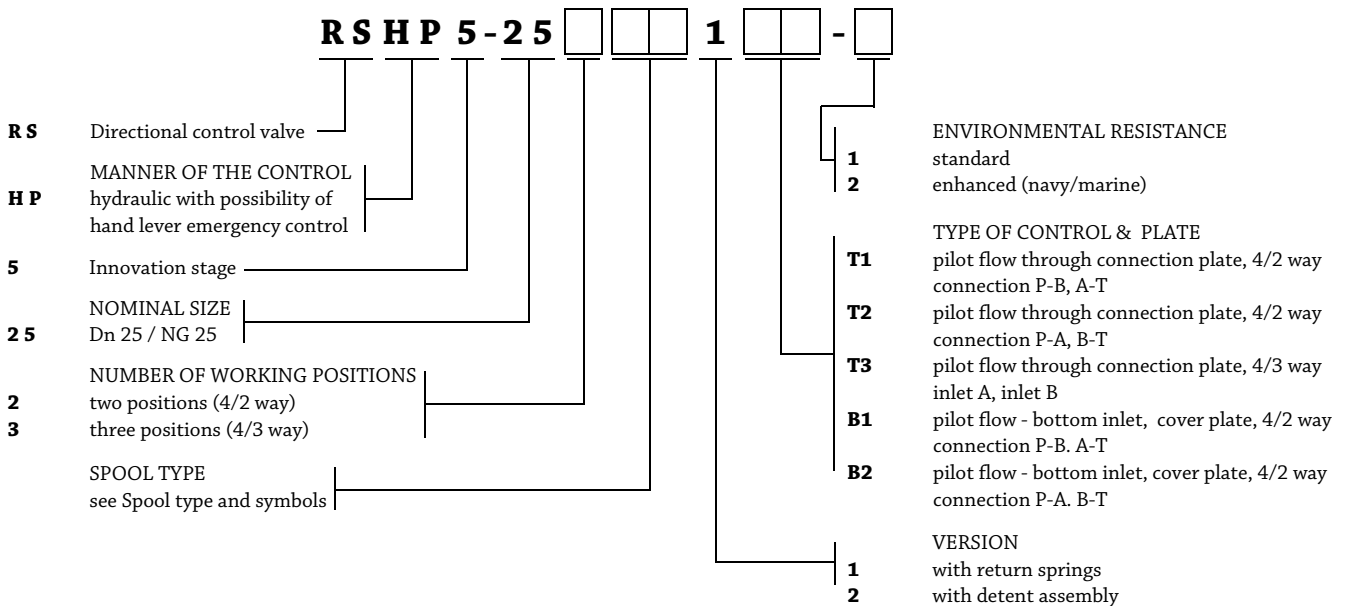 RSHP5-25 1 -
RS Directional control valve
MANNER OF THE CONTROL
HP hydraulic with possibility of
hand lever emergency control
5 Innovation stage
NOMINAL SIZE
25 Dn 25 / NG 25
NUMBER OF WORKING POSITIONS
2 two positions (4/2 way)
3 three positions (4/3 way)
SPOOL TYPE
see Spool type and symbols
ENVIRONMENTAL RESISTANCE
1 standard
2 enhanced (navy/marine)
TYPE OF CONTROL & PLATE
T1 pilot flow through connection plate, 4/2 way
connection P-B, A-T
T2 pilot flow through connection plate, 4/2 way
connection P-A, B-T
T3 pilot flow through connection plate, 4/3 way
inlet A, inlet B
B1 pilot flow - bottom inlet, cover plate, 4/2 way
connection P-B. A-T
B2 pilot flow - bottom inlet, cover plate, 4/2 way
connection P-A. B-T
VERSION
1 with return springs
2 with detent assembly